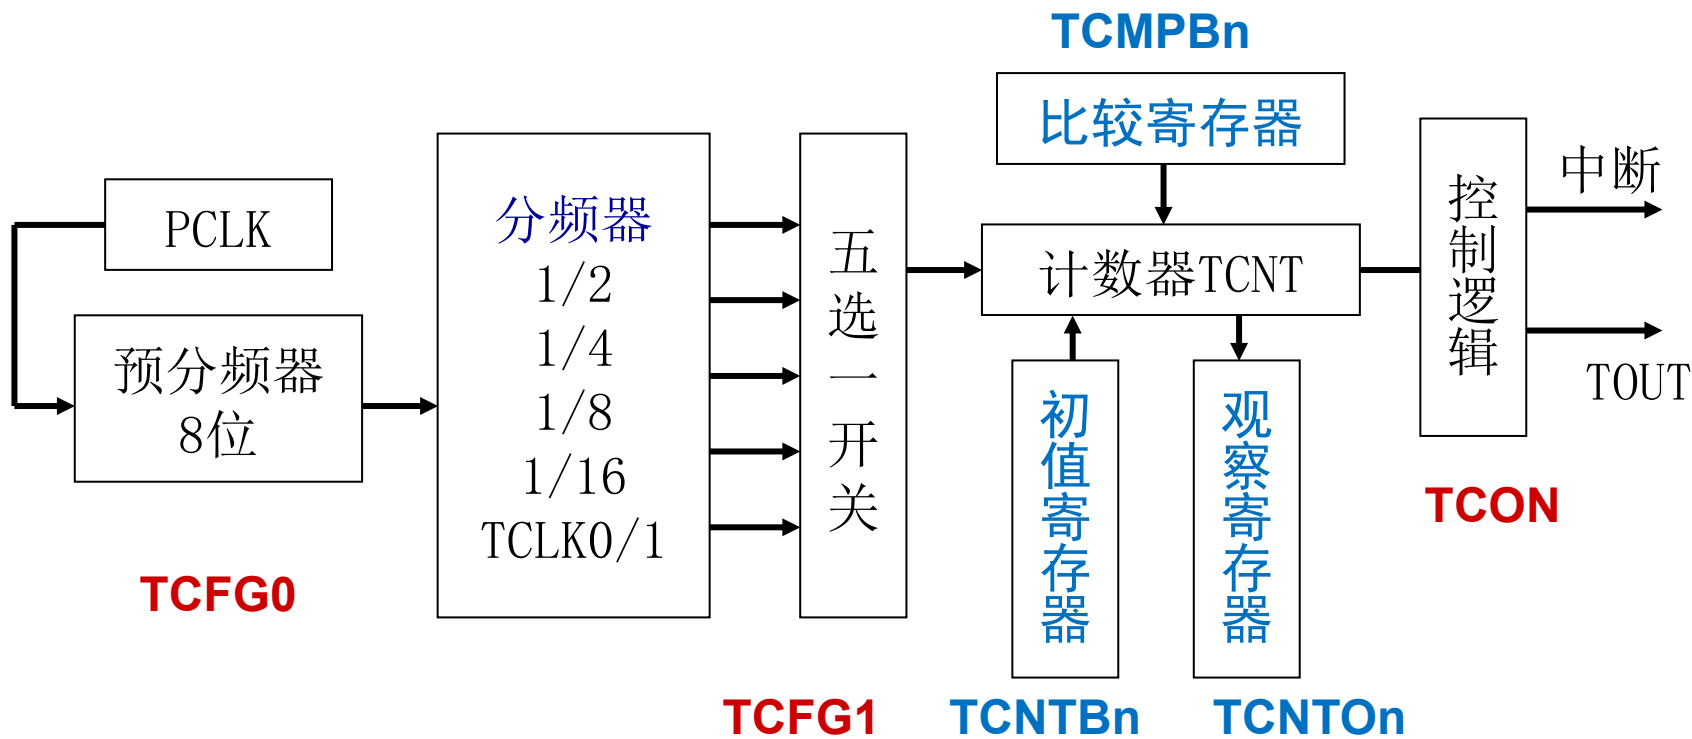 TCMPBn
比较寄存器
PCLK
预分频器
8位
TCFG0
分频器
1/2
1/4
1/8
1/16
TCLK0/1
五选一开关
TCFG1
计数器TCNT
初值寄存器
TCNTBn
观察寄存器
TCNTOn
控制逻辑
TCON
中断
TOUT